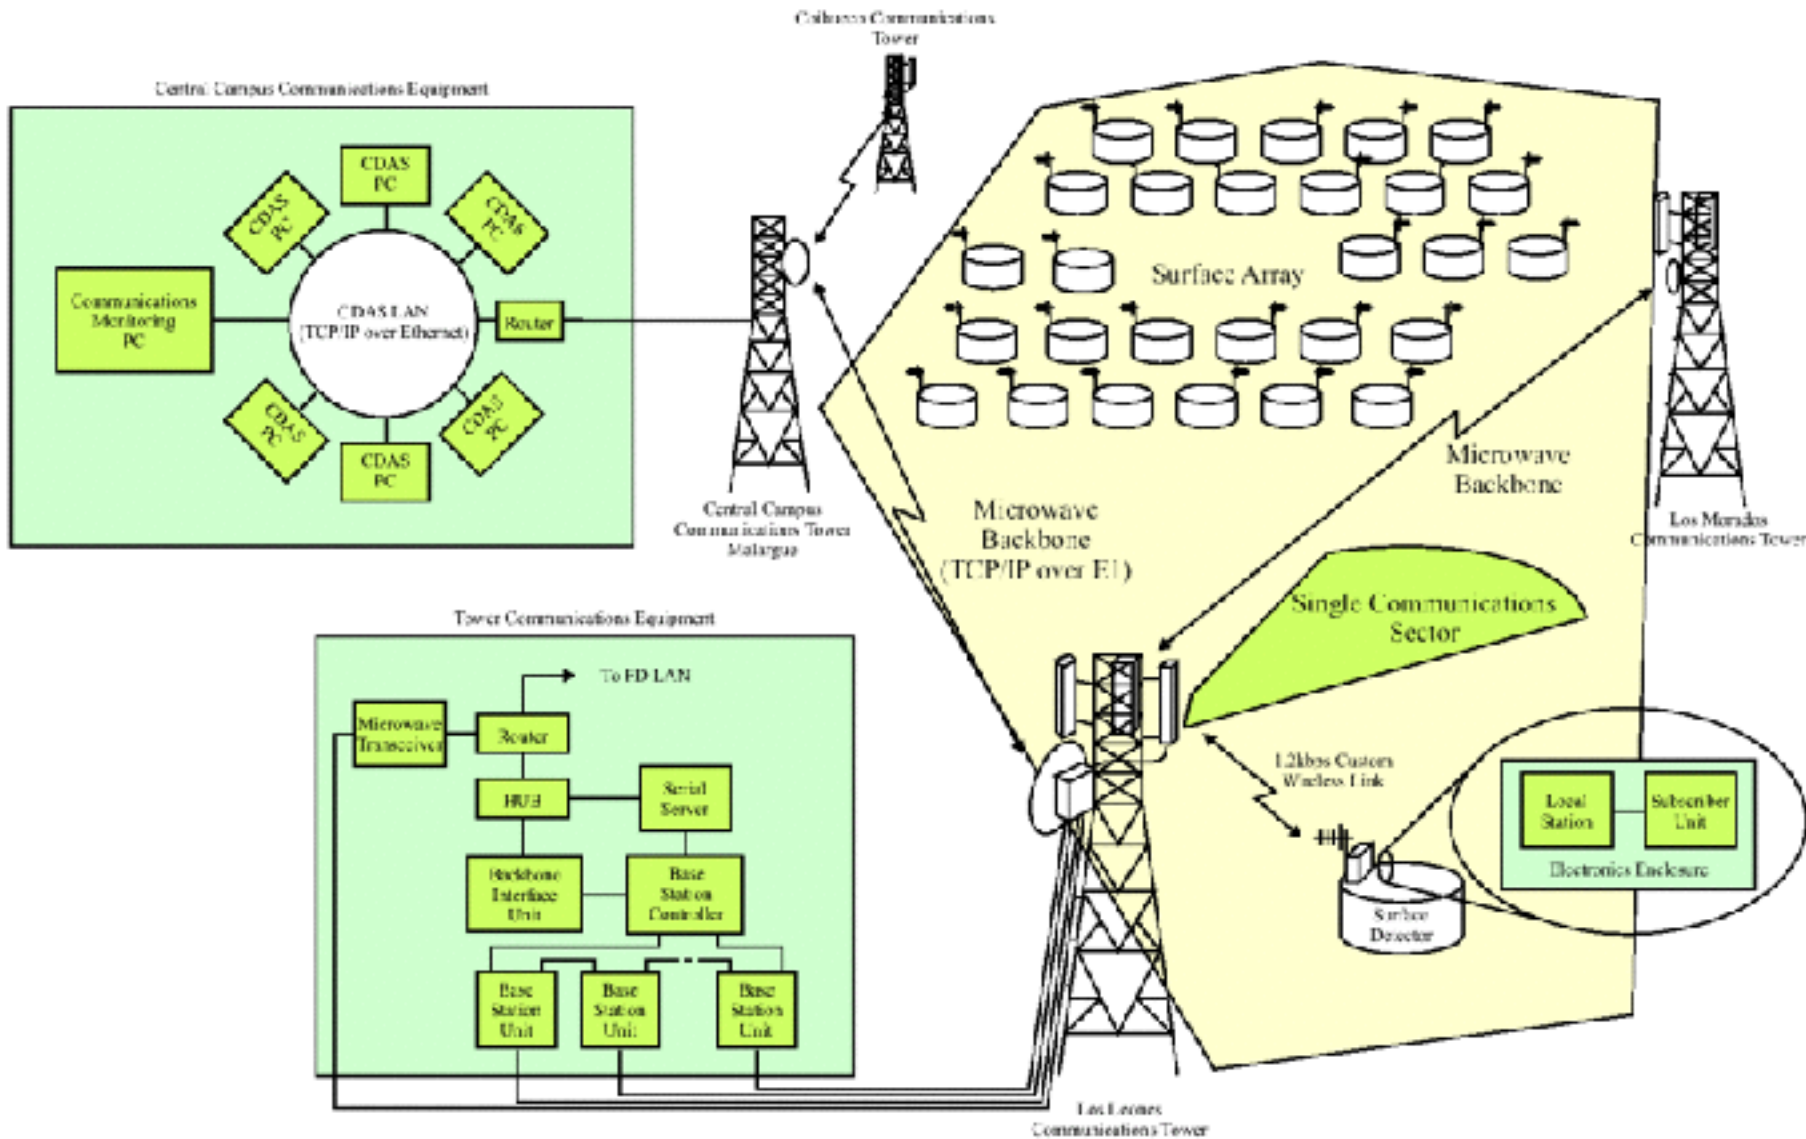 Coihueco Communications
Tower
Central Campus Communications Equipment
CDAS
PC
CDAS
PC
CDAS
PC
Communications
Monitoring
PC
CDAS LAN
(TCP/IP over Ethernet)
Router
CDAS
PC
CDAS
PC
CDAS
PC
Central Campus
Communications Tower
Malargue
Surface Array
Microwave
Backbone
Microwave
Backbone
(TCP/IP over E1)
Los Morados
Communications Tower
Single Communications
Sector
Tower Communications Equipment
To FD LAN
Microwave
Transceiver
Router
HUB
Serial
Server
Backbone
Interface
Unit
Base
Station
Controller
Base
Station
Unit
Base
Station
Unit
Base
Station
Unit
1.2kbps Custom
Wireless Link
Local
Station
Subscriber
Unit
Electronics Enclosure
Surface
Detector
Los Leones
Communications Tower